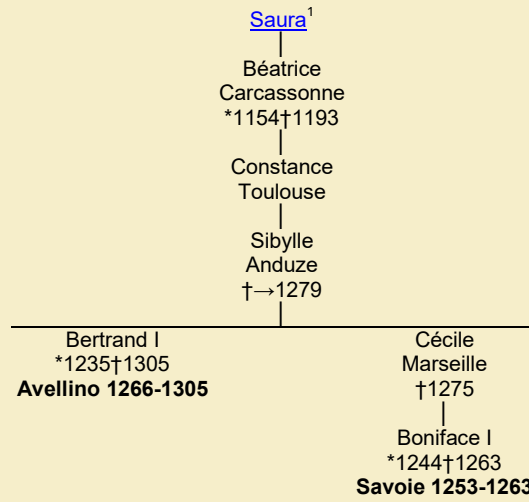 Saura¹
Béatrice
Carcassonne
*1154†1193
Constance
Toulouse
Sibylle
Anduze
†→1279
Bertrand I
*1235†1305
Avellino 1266-1305
Cécile
Marseille
†1275
Boniface I
*1244†1263
Savoie 1253-1263